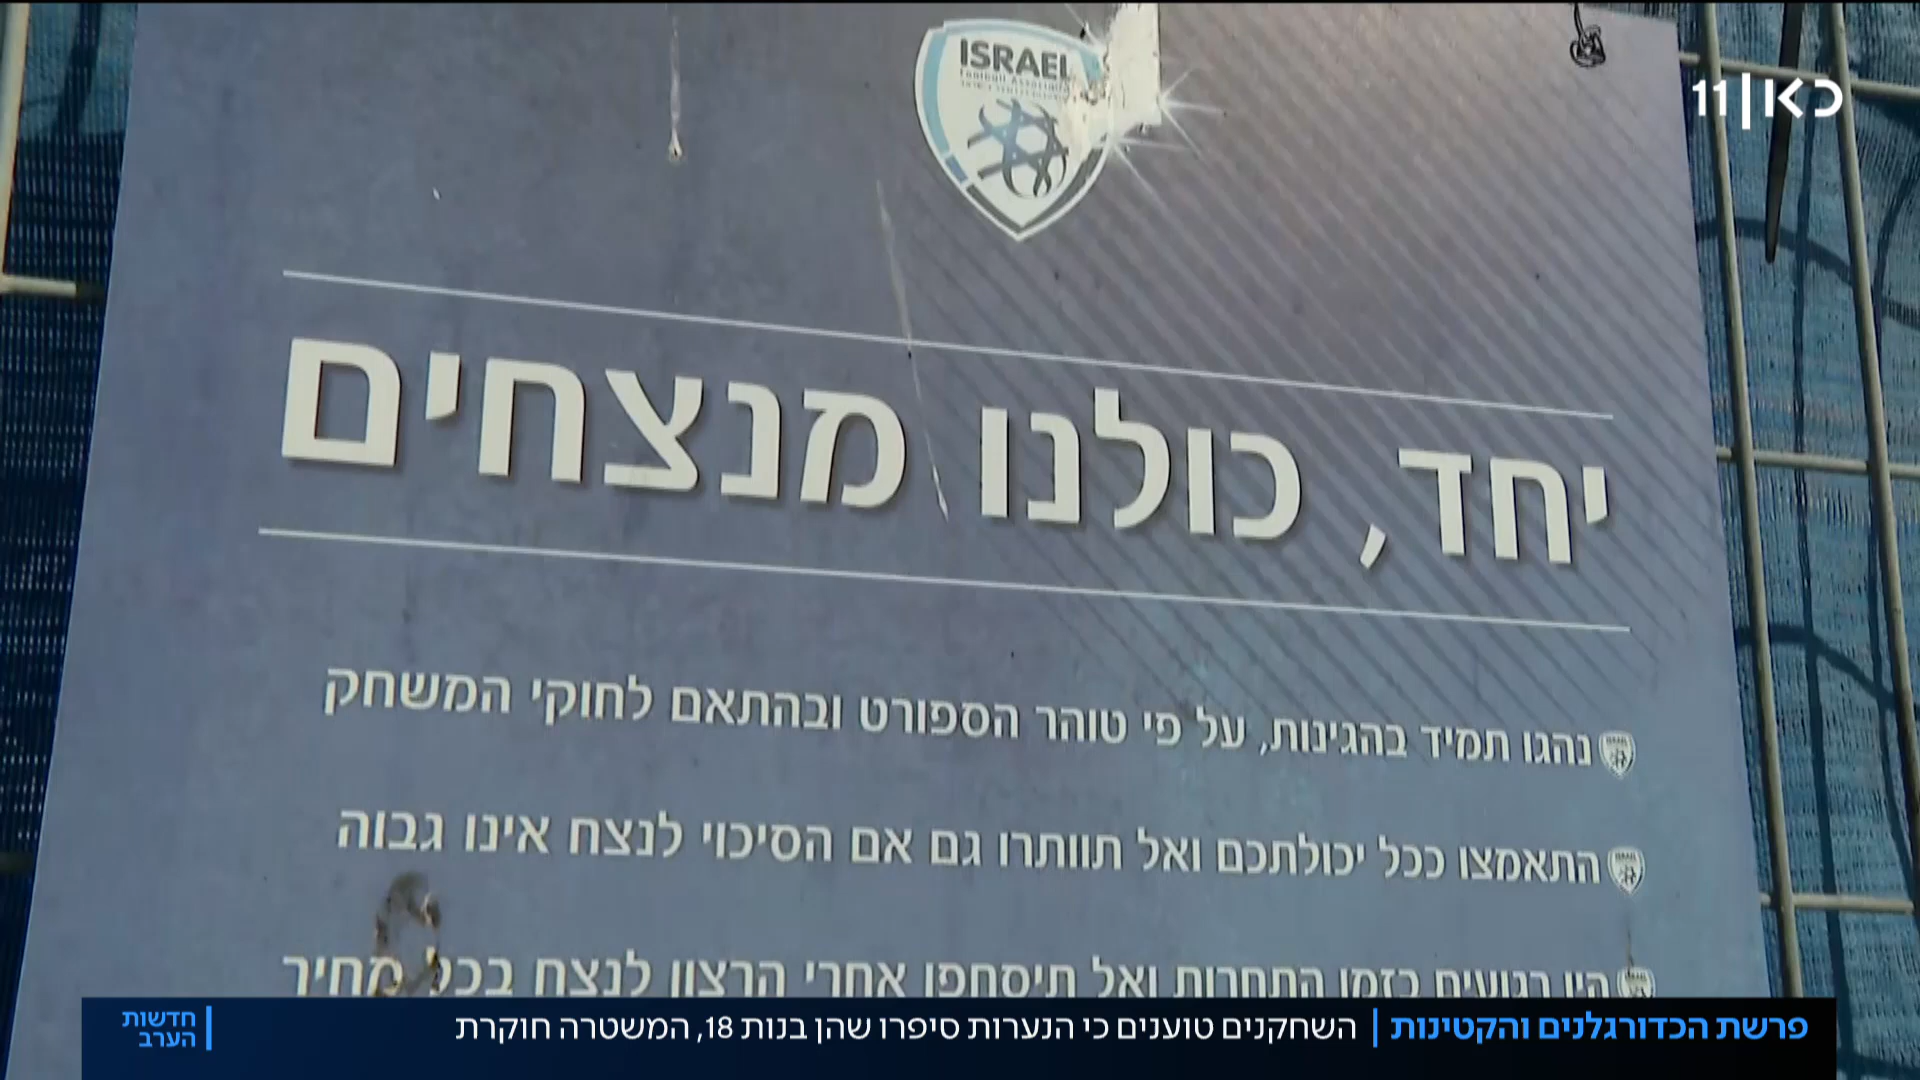 ISRAEL
Football Association
כאן 11
יחד, כולנו מנצחים
נהגו תמיד בהגינות, על פי טוהר הספורט ובהתאם לחוקי המשחק
התאמצו ככל יכולתכם ואל תוותרו גם אם הסיכוי לנצח אינו גבוה
היו רגועים בזמן התחרות ואל תיסחפו אחרי הרצון לנצח בכל מחיר
פרשת הכדורגלנים והקטינות | השחקנים טוענים כי הנערות סיפרו שהן בנות 18, המשטרה חוקרת
חדשות
הערב